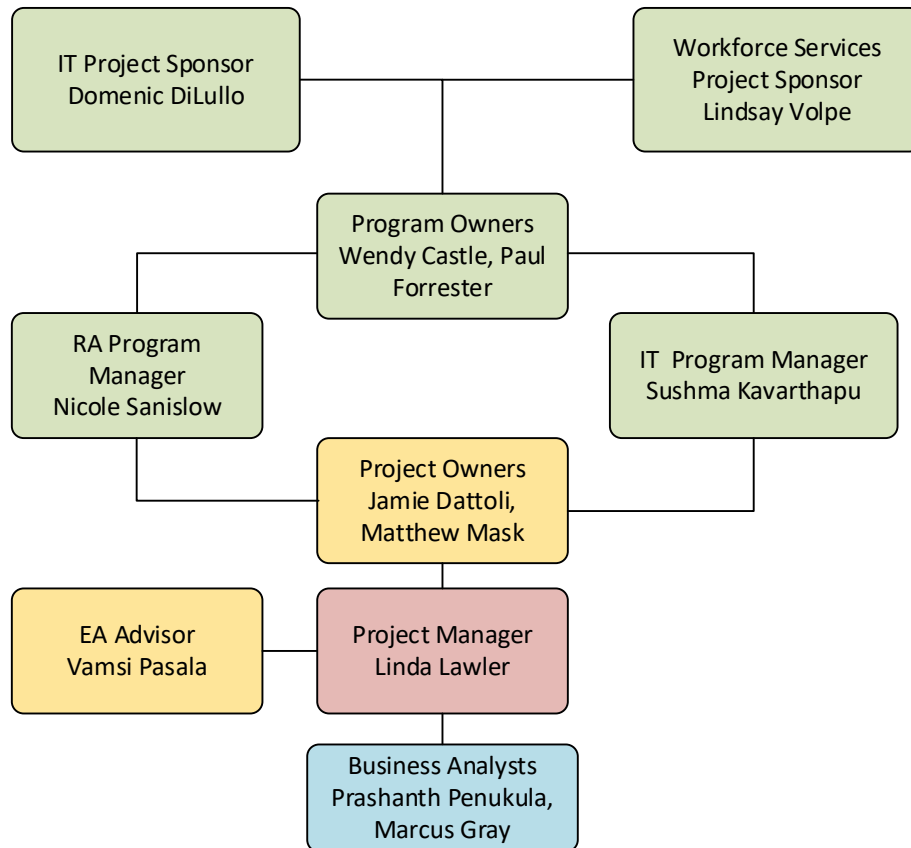 IT Project Sponsor
Domenic DiLullo
Workforce Services
Project Sponsor
Lindsay Volpe
Program Owners
Wendy Castle, Paul
Forrester
RA Program
Manager
Nicole Sanislow
IT  Program Manager
Sushma Kavarthapu
Project Owners
Jamie Dattoli,
Matthew Mask
EA Advisor
Vamsi Pasala
Project Manager
Linda Lawler
Business Analysts
Prashanth Penukula,
Marcus Gray